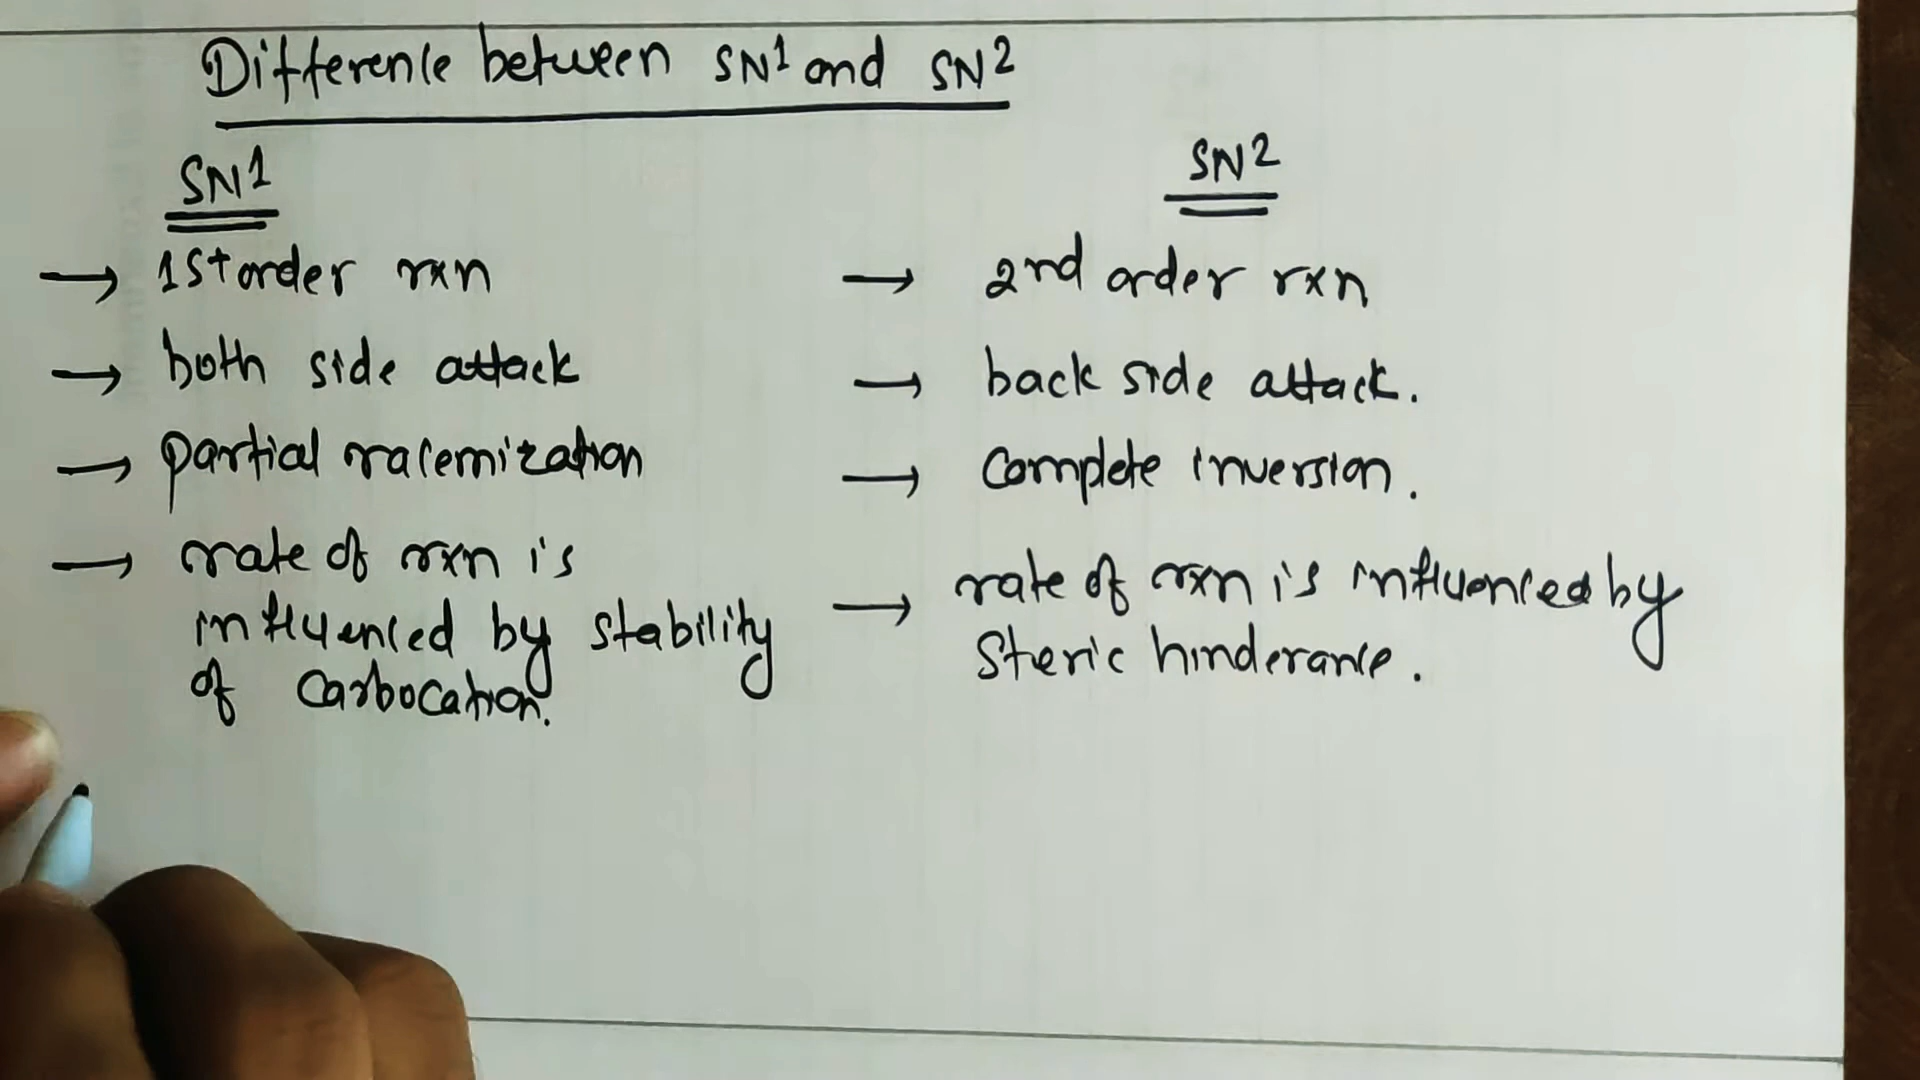 Difference between SN1 and SN2
SN1
→ 1st order rxn
→ both side attack
→ partial racemization
→ rate of rxn is
influenced by stability
of carbocation.
SN2
→ 2nd order rxn
→ back side attack.
→ complete inversion.
→ rate of rxn is influenced by
steric hinderance.